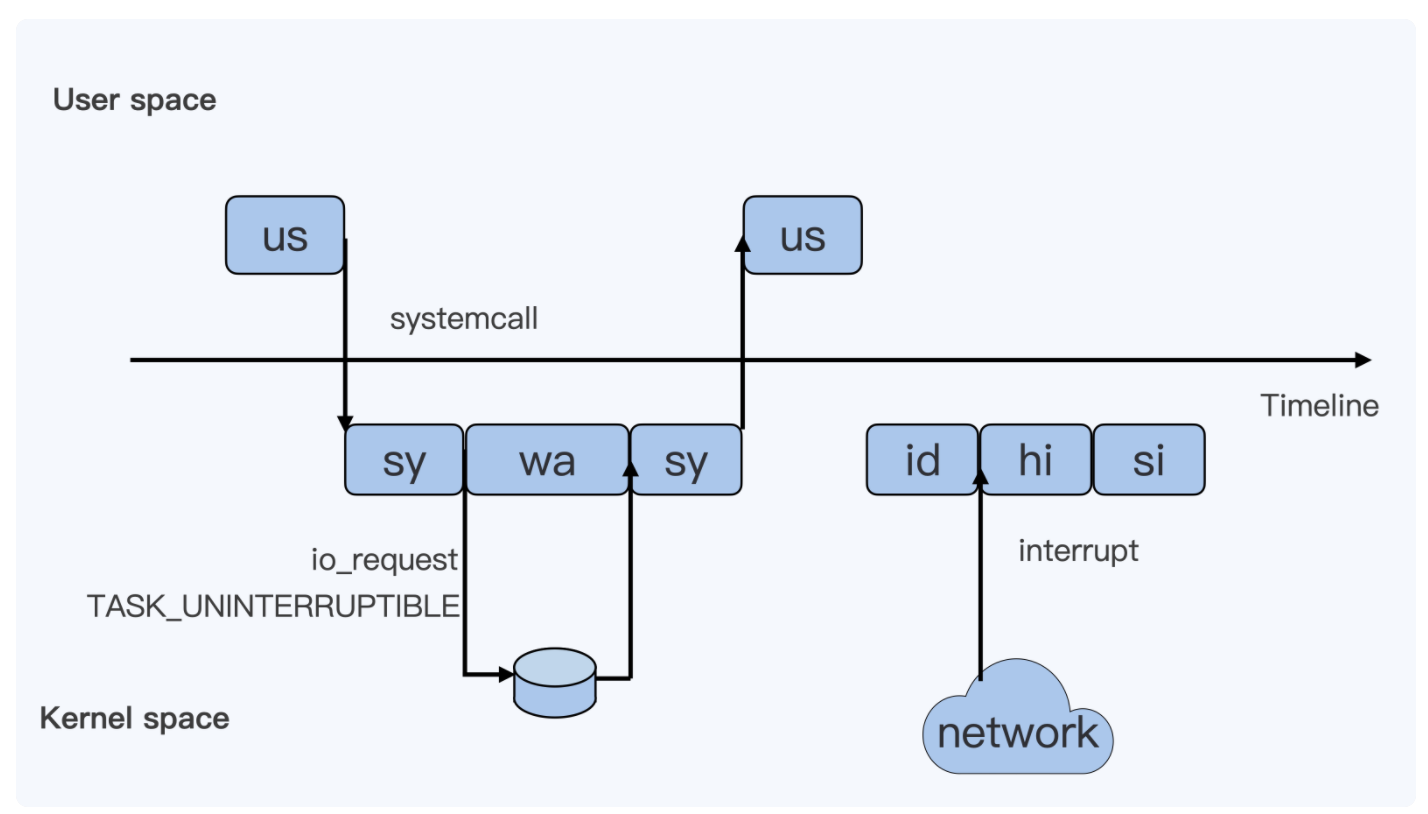 User space
us
us
systemcall
Timeline
sy
wa
sy
id
hi
si
io_request
TASK_UNINTERRUPTIBLE
interrupt
Kernel space
network